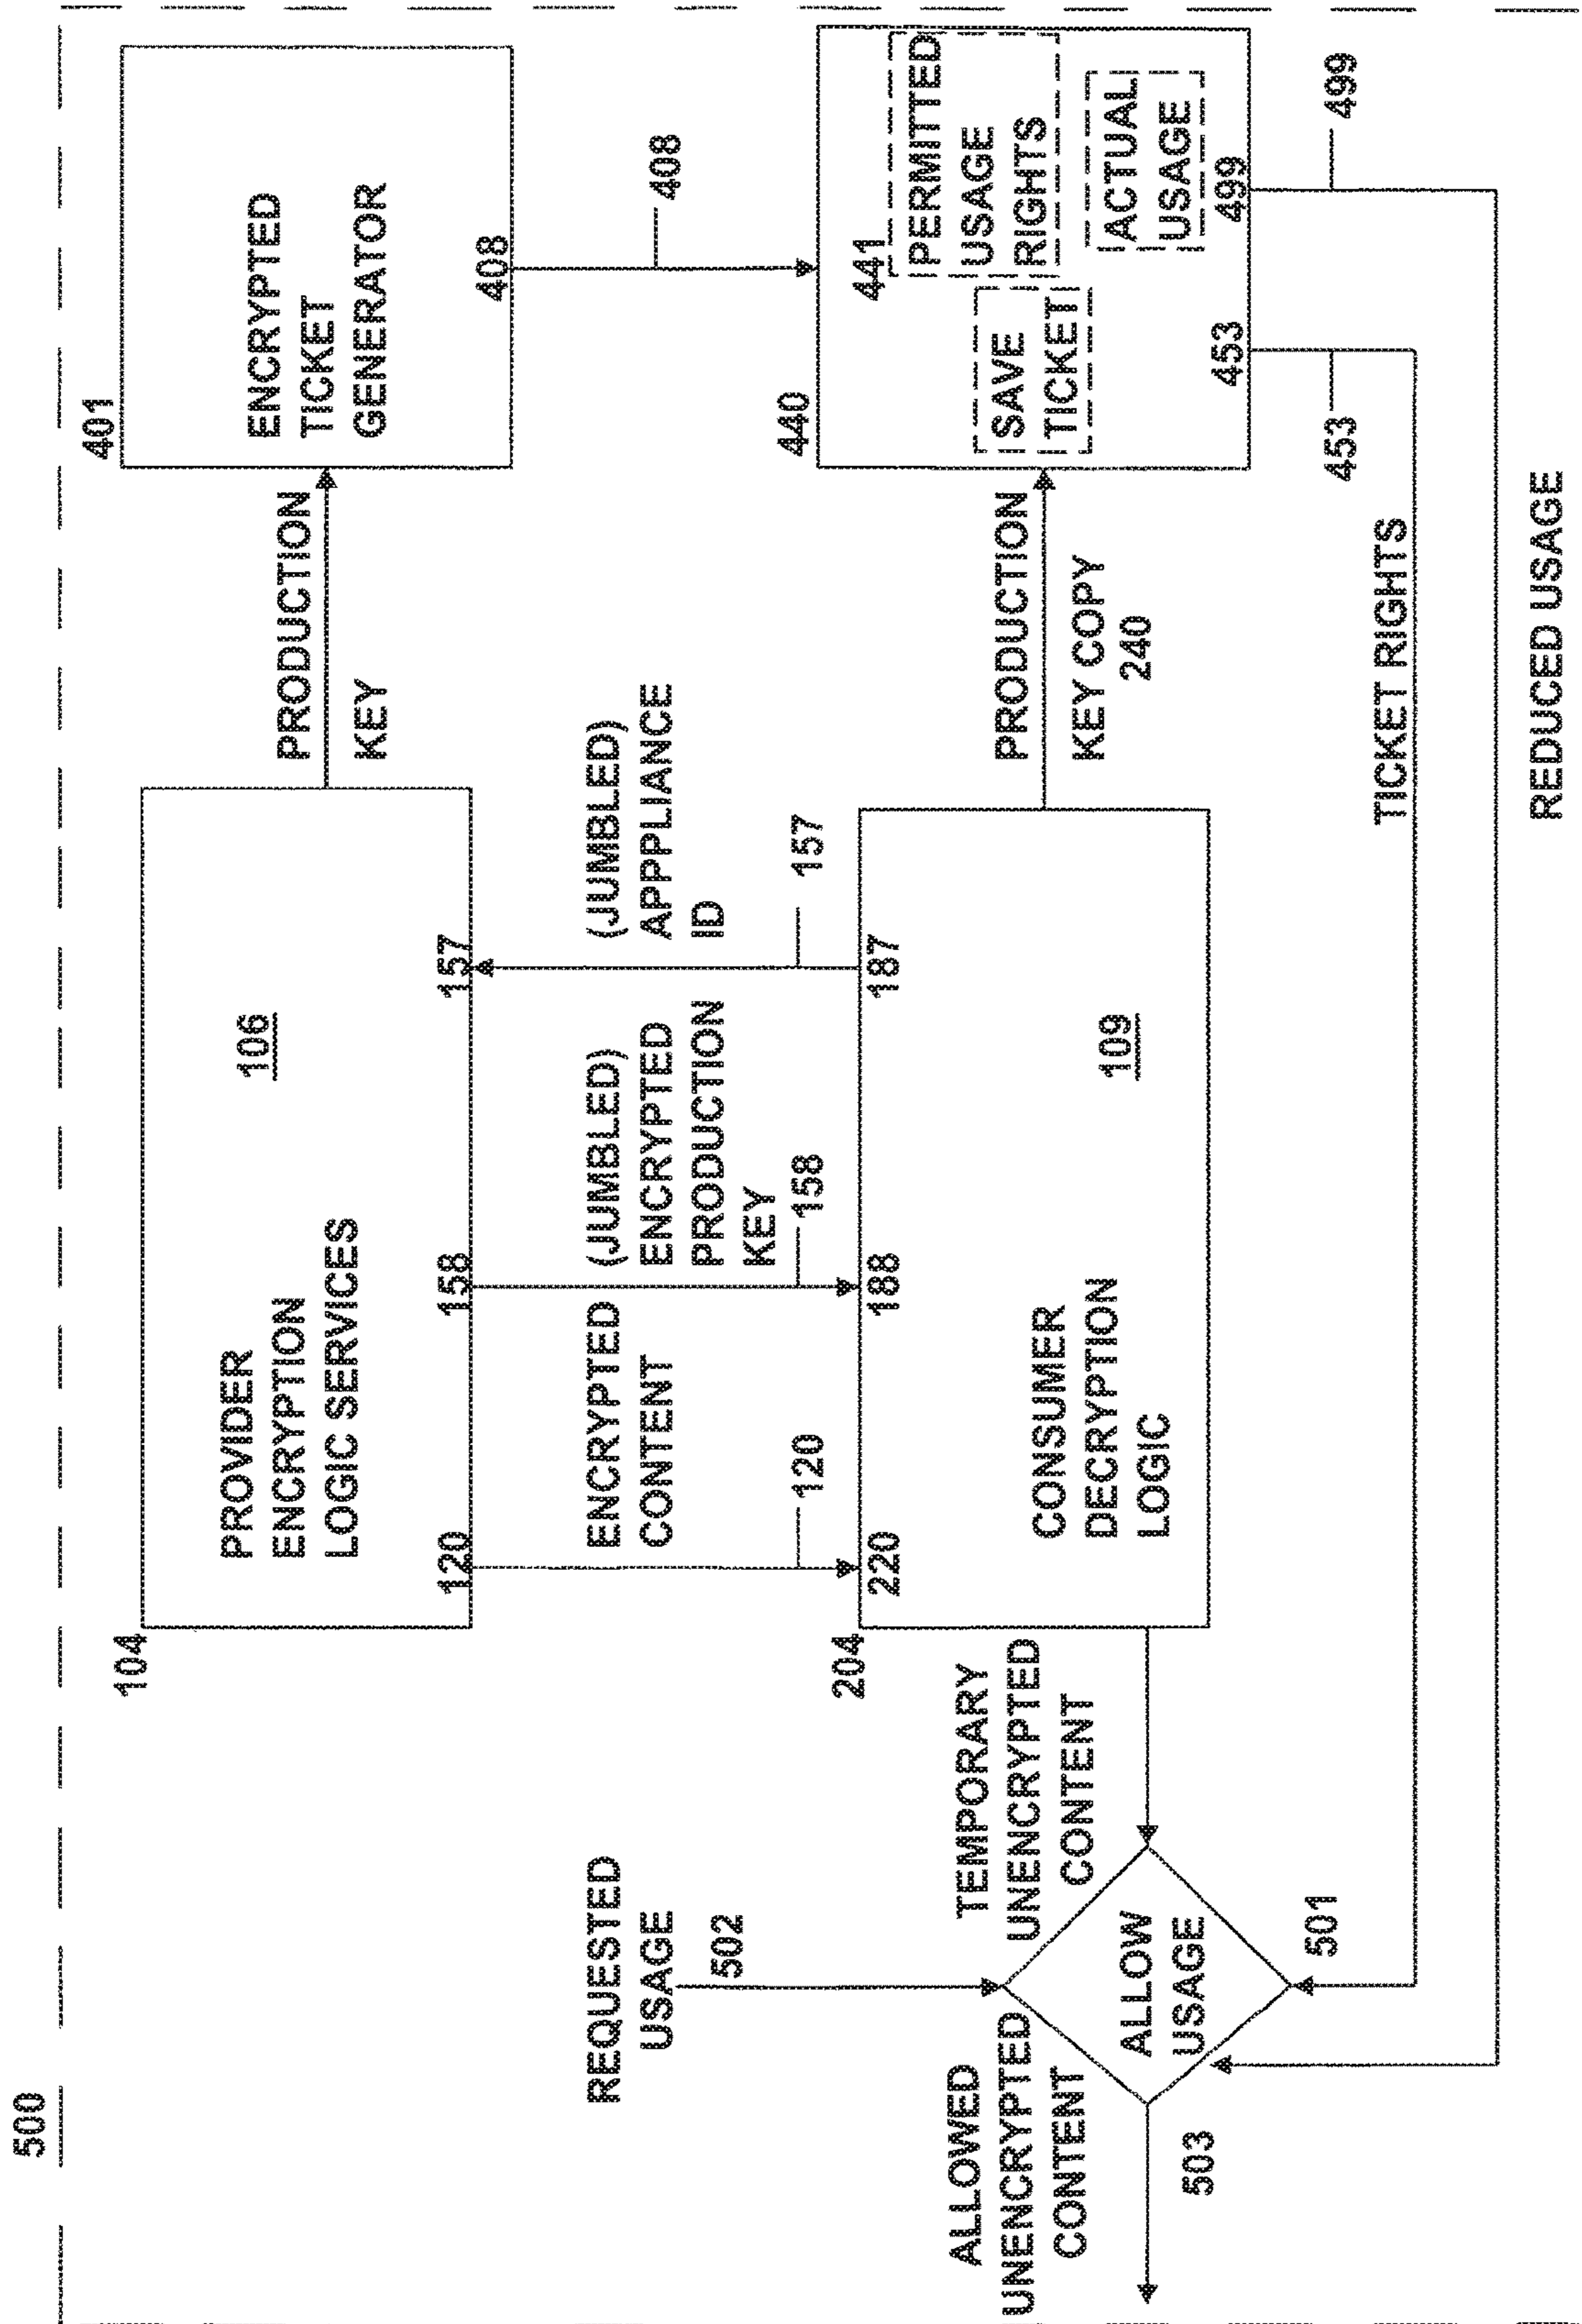 500
104
PROVIDER
ENCRYPTION
LOGIC SERVICES
106
120
158
157
PRODUCTION
KEY
401
ENCRYPTED
TICKET
GENERATOR
408
408
REQUESTED
USAGE
502
ENCRYPTED
CONTENT
120
(JUMBLED)
ENCRYPTED
PRODUCTION
KEY
158
(JUMBLED)
APPLIANCE
ID
157
204
220
188
187
CONSUMER
DECRYPTION
LOGIC
109
PRODUCTION
KEY COPY
240
440
441
SAVE
TICKET
PERMITTED
USAGE
RIGHTS
ACTUAL
USAGE
453
499
453
499
TEMPORARY
UNENCRYPTED
CONTENT
ALLOWED
UNENCRYPTED
CONTENT
ALLOW
USAGE
503
501
TICKET RIGHTS
REDUCED USAGE